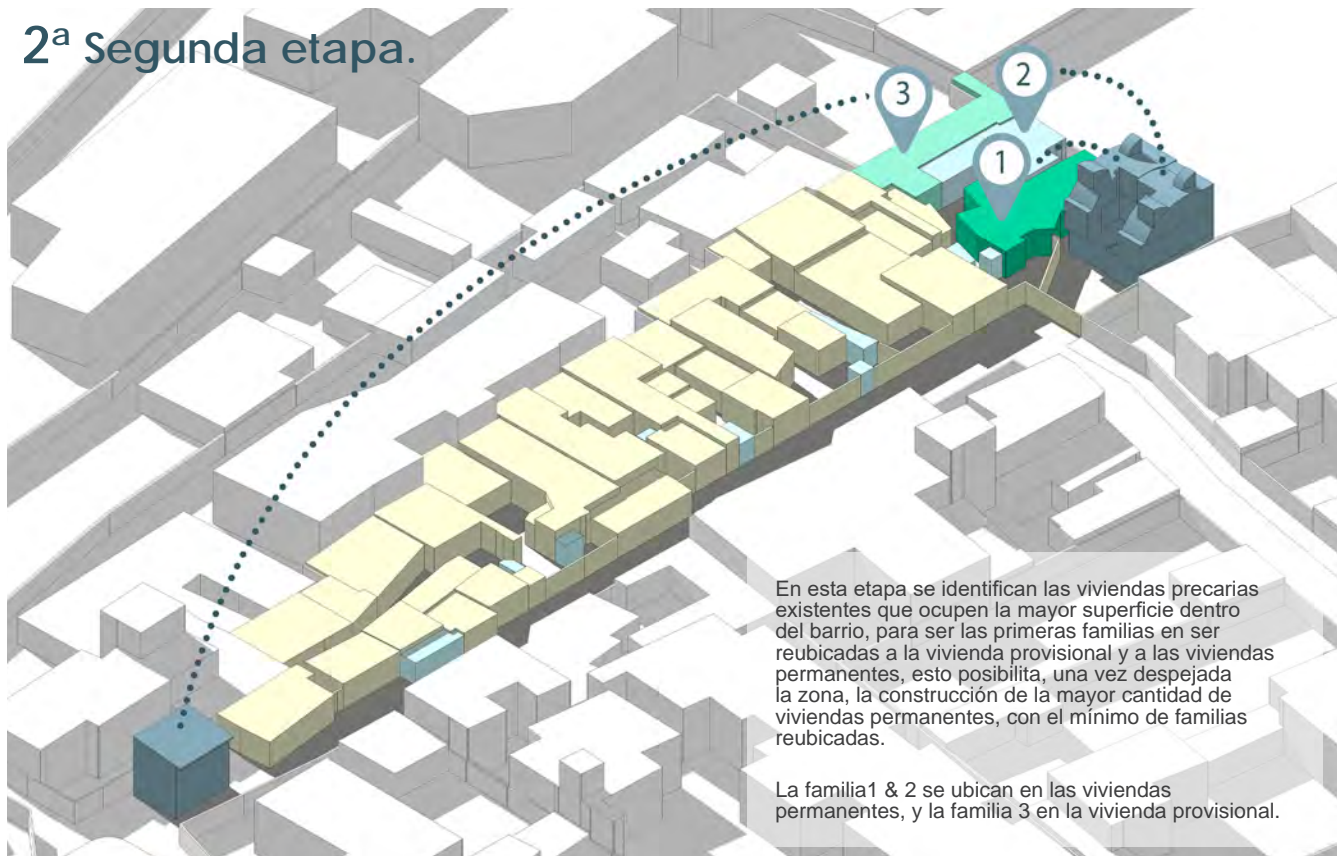 2ª Segunda etapa.
3
2
1
En esta etapa se identifican las viviendas precarias
existentes que ocupen la mayor superficie dentro
del barrio, para ser las primeras familias en ser
reubicadas a la vivienda provisional y a las viviendas
permanentes, esto posibilita, una vez despejada
la zona, la construcción de la mayor cantidad de
viviendas permanentes, con el mínimo de familias
reubicadas.
La familia1 & 2 se ubican en las viviendas
permanentes, y la familia 3 en la vivienda provisional.